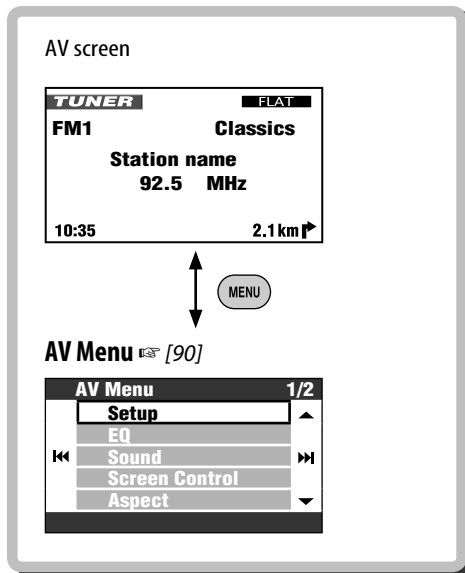 AV screen
TUNER FLAT
FM1 Classics
Station name
92.5 MHz
10:35 2.1 km
MENU
AV Menu ☞ [90]
AV Menu 1/2
Setup
EQ
Sound
Screen Control
Aspect